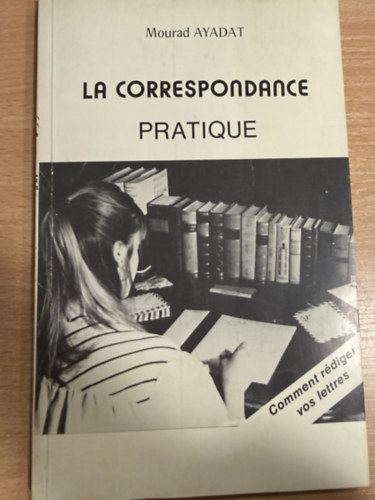 Mourad AYADAT
LA CORRESPONDANCE
PRATIQUE
Comment rédiger
vos lettres